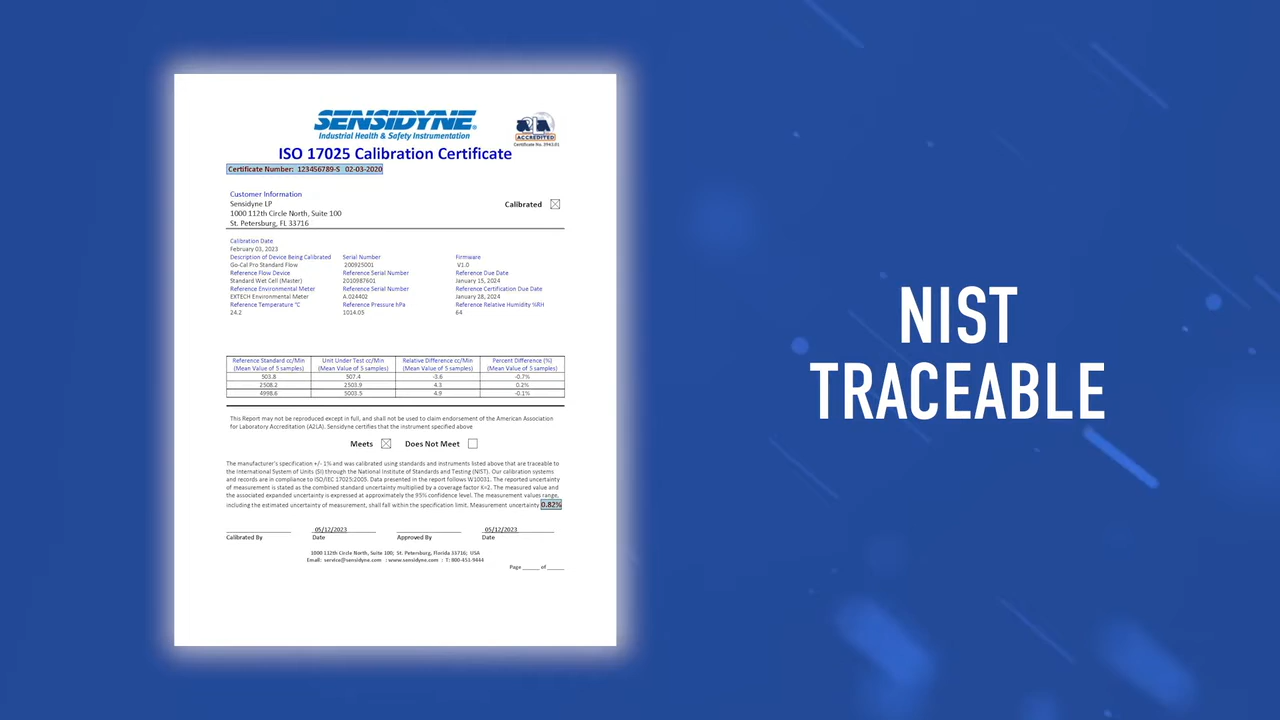 SENSIDYNE®
Industrial Health & Safety Instrumentation
ACCREDITED
Certificate No. 3943.01
ISO 17025 Calibration Certificate
Certificate Number: 123456789-S 02-03-2020
Customer Information
Sensidyne LP
1000 112th Circle North, Suite 100
St. Petersburg, FL 33716
Calibrated
Calibration Date
February 03, 2023
Description of Device Being Calibrated Serial Number Firmware
Go-Cal Pro Standard Flow 200925001 V1.0
Reference Flow Device Reference Serial Number Reference Due Date
Standard Wet Cell (Master) 2010987601 January 15, 2024
Reference Environmental Meter Reference Serial Number Reference Certification Due Date
EXTECH Environmental Meter A.024402 January 28, 2024
Reference Temperature °C Reference Pressure hPa Reference Relative Humidity %RH
24.2 1014.05 64
Reference Standard cc/Min Unit Under Test cc/Min Relative Difference cc/Min Percent Difference (%)
(Mean Value of 5 samples) (Mean Value of 5 samples) (Mean Value of 5 samples) (Mean Value of 5 samples)
503.8 507.4 -3.6 -0.7%
2508.2 2503.9 4.3 0.2%
4998.6 5003.5 4.9 -0.1%
This Report may not be reproduced except in full, and shall not be used to claim endorsement of the American Association
for Laboratory Accreditation (A2LA). Sensidyne certifies that the instrument specified above
Meets Does Not Meet
The manufacturer's specification +/- 1% and was calibrated using standards and instruments listed above that are traceable to
the International System of Units (SI) through the National Institute of Standards and Testing (NIST). Our calibration systems
and records are in compliance to ISO/IEC 17025:2005. Data presented in the report follows W10031. The reported uncertainty
of measurement is stated as the combined standard uncertainty multiplied by a coverage factor K=2. The measured value and
the associated expanded uncertainty is expressed at approximately the 95% confidence level. The measurement values range,
including the estimated uncertainty of measurement, shall fall within the specification limit. Measurement uncertainty 0.82%
05/12/2023 05/12/2023
Calibrated By Date Approved By Date
1000 112th Circle North, Suite 100; St. Petersburg, Florida 33716; USA
Email: service@sensidyne.com : www.sensidyne.com : T: 800-451-9444
Page ______ of ______
NIST
TRACEABLE